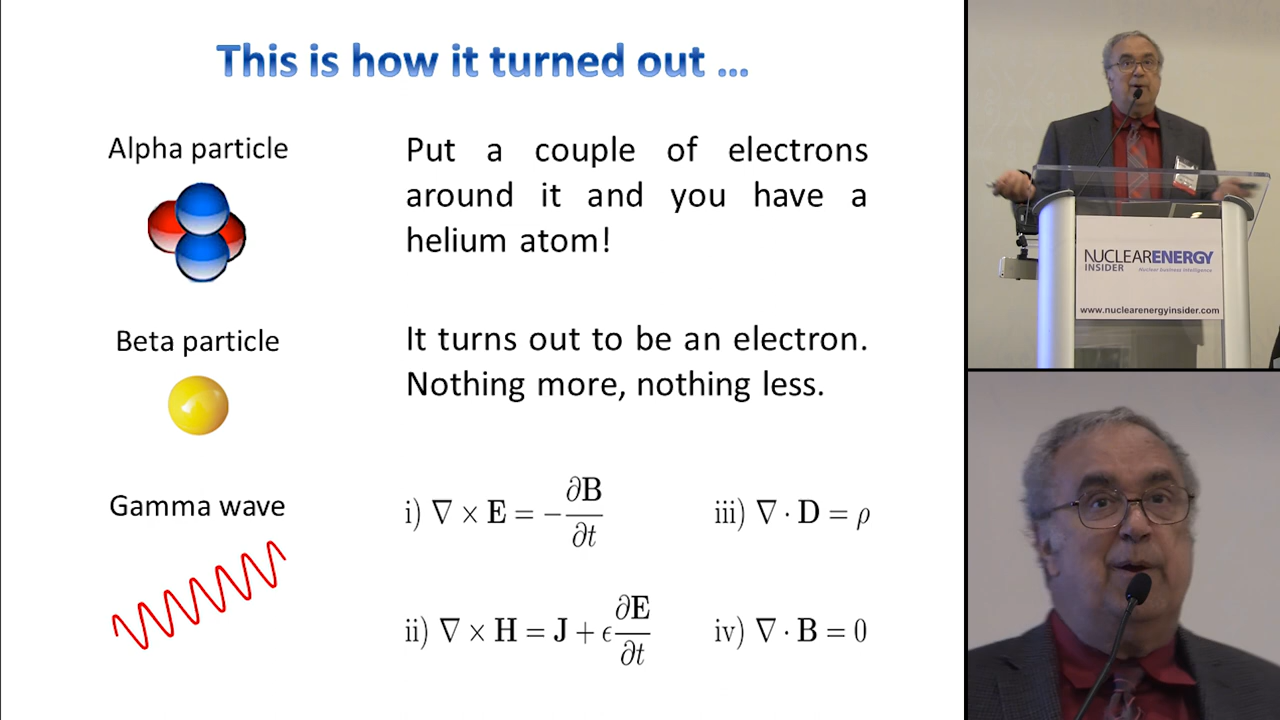 This is how it turned out ...
Alpha particle
Put a couple of electrons
around it and you have a
helium atom!
Beta particle
It turns out to be an electron.
Nothing more, nothing less.
Gamma wave
i) ∇ × E = −∂B/∂t
iii) ∇ · D = ρ
ii) ∇ × H = J + ϵ ∂E/∂t
iv) ∇ · B = 0
NUCLEARENERGY
INSIDER Nuclear business intelligence
www.nuclearenergyinsider.com